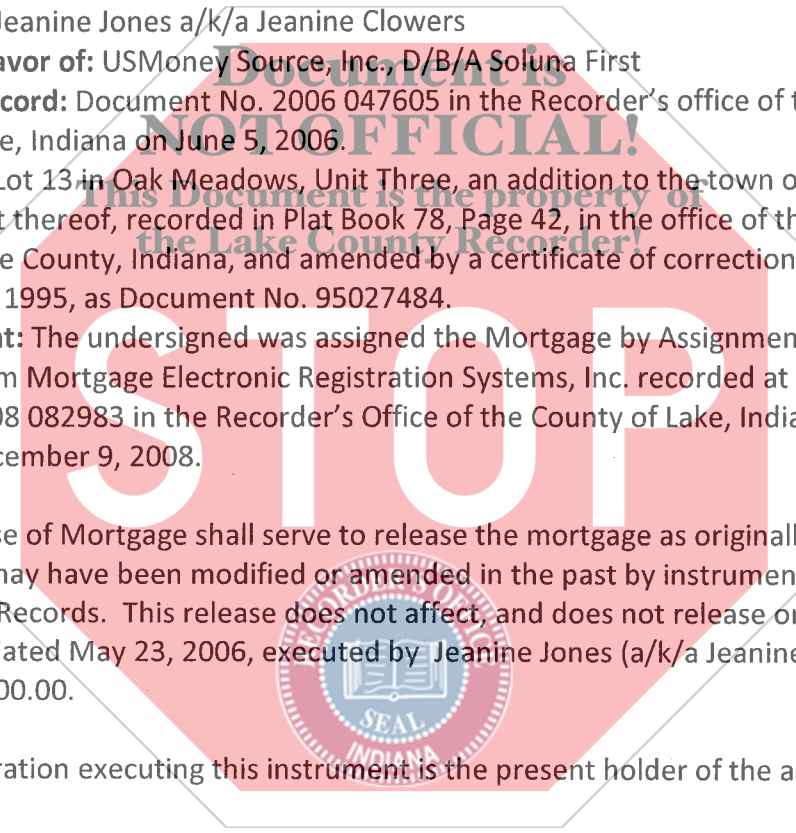 Jeanine Jones a/k/a Jeanine Clowers
avor of: USMoney Source, Inc., D/B/A Soluna First
Document is
cord: Document No. 2006 047605 in the Recorder's office of t
NOT OFFICIAL!
e, Indiana on June 5, 2006.
Lot 13 in Oak Meadows, Unit Three, an addition to the town o
This Document is the property of
t thereof, recorded in Plat Book 78, Page 42, in the office of th
the Lake County Recorder!
e County, Indiana, and amended by a certificate of correction
1995, as Document No. 95027484.
nt: The undersigned was assigned the Mortgage by Assignmen
m Mortgage Electronic Registration Systems, Inc. recorded at
08 082983 in the Recorder's Office of the County of Lake, India
cember 9, 2008.
STOP
se of Mortgage shall serve to release the mortgage as originall
may have been modified or amended in the past by instrumen
Records. This release does not affect, and does not release or
ated May 23, 2006, executed by Jeanine Jones (a/k/a Jeanine
00.00.
RECORDER'S OFFICE
SEAL
INDIANA
ration executing this instrument is the present holder of the a